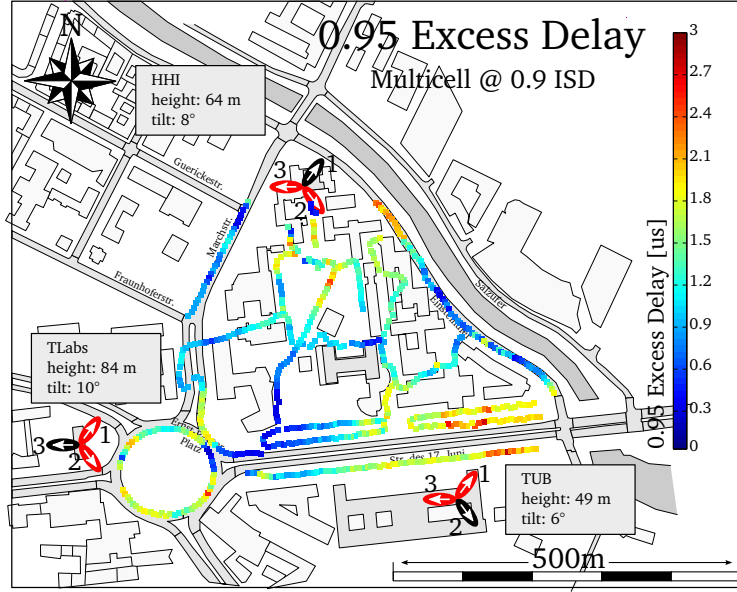 N
0.95 Excess Delay
Multicell @ 0.9 ISD
HHI
height: 64 m
tilt: 8°
3
1
2
Guerickestr.
Marchstr.
Fraunhoferstr.
Salzufer
TLabs
height: 84 m
tilt: 10°
3
1
2
Platz
Str. des 17. Juni
3
1
2
TUB
height: 49 m
tilt: 6°
500m
3
2.7
2.4
2.1
1.8
1.5
1.2
0.9
0.6
0.3
0
0.95 Excess Delay [us]